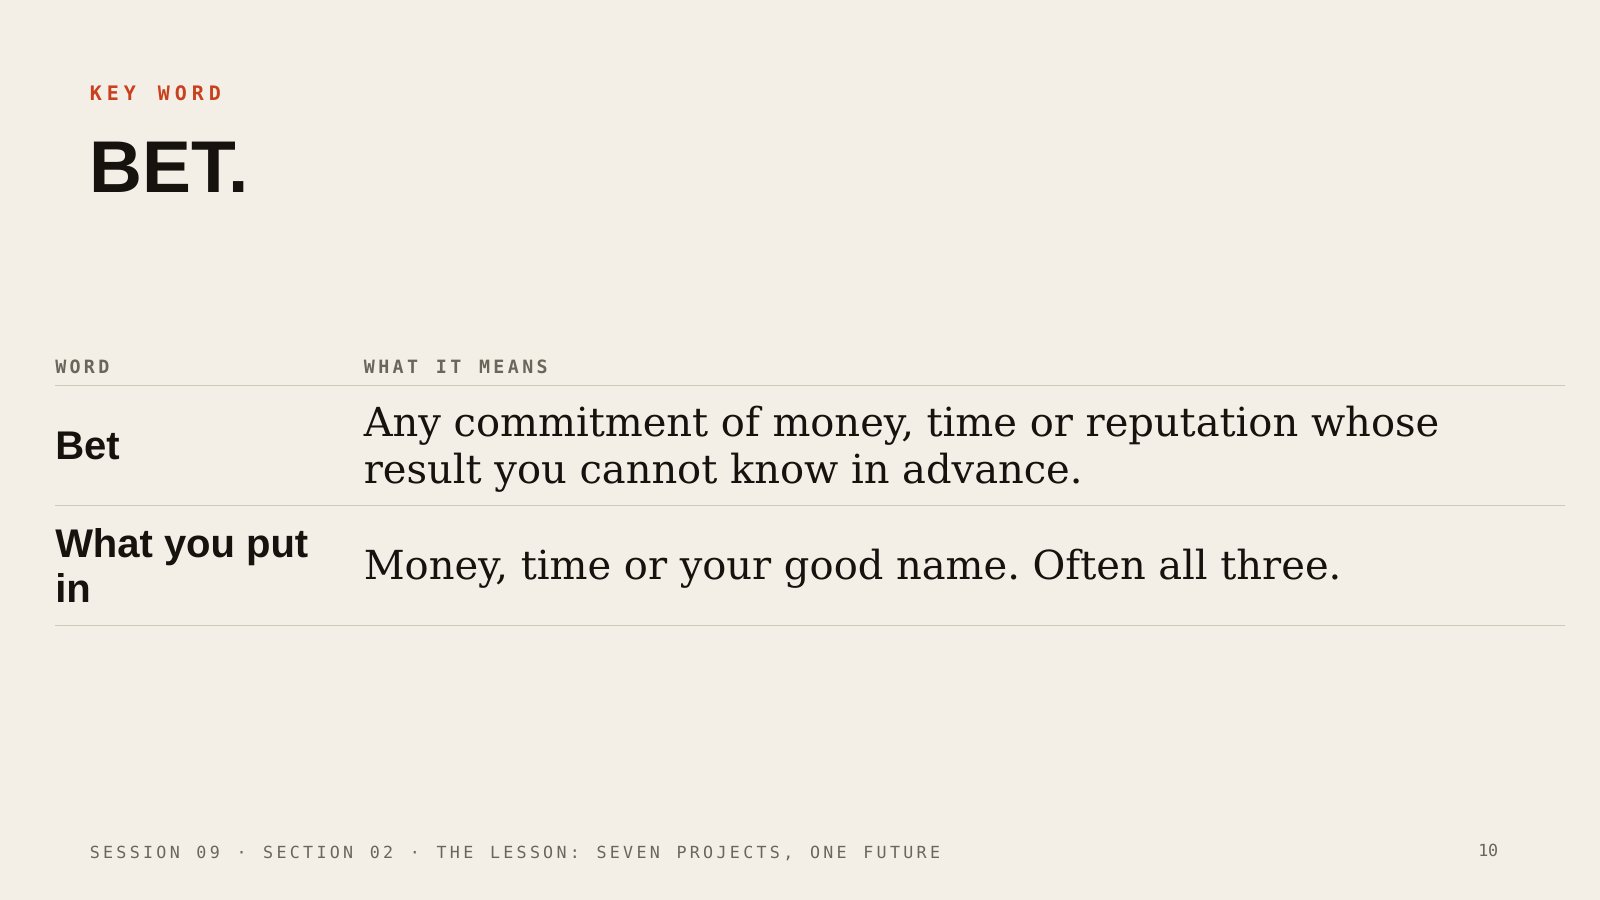 KEY WORD
BET.
WORD
WHAT IT MEANS
Bet
Any commitment of money, time or reputation whose
result you cannot know in advance.
What you put
in
Money, time or your good name. Often all three.
SESSION 09 · SECTION 02 · THE LESSON: SEVEN PROJECTS, ONE FUTURE
10